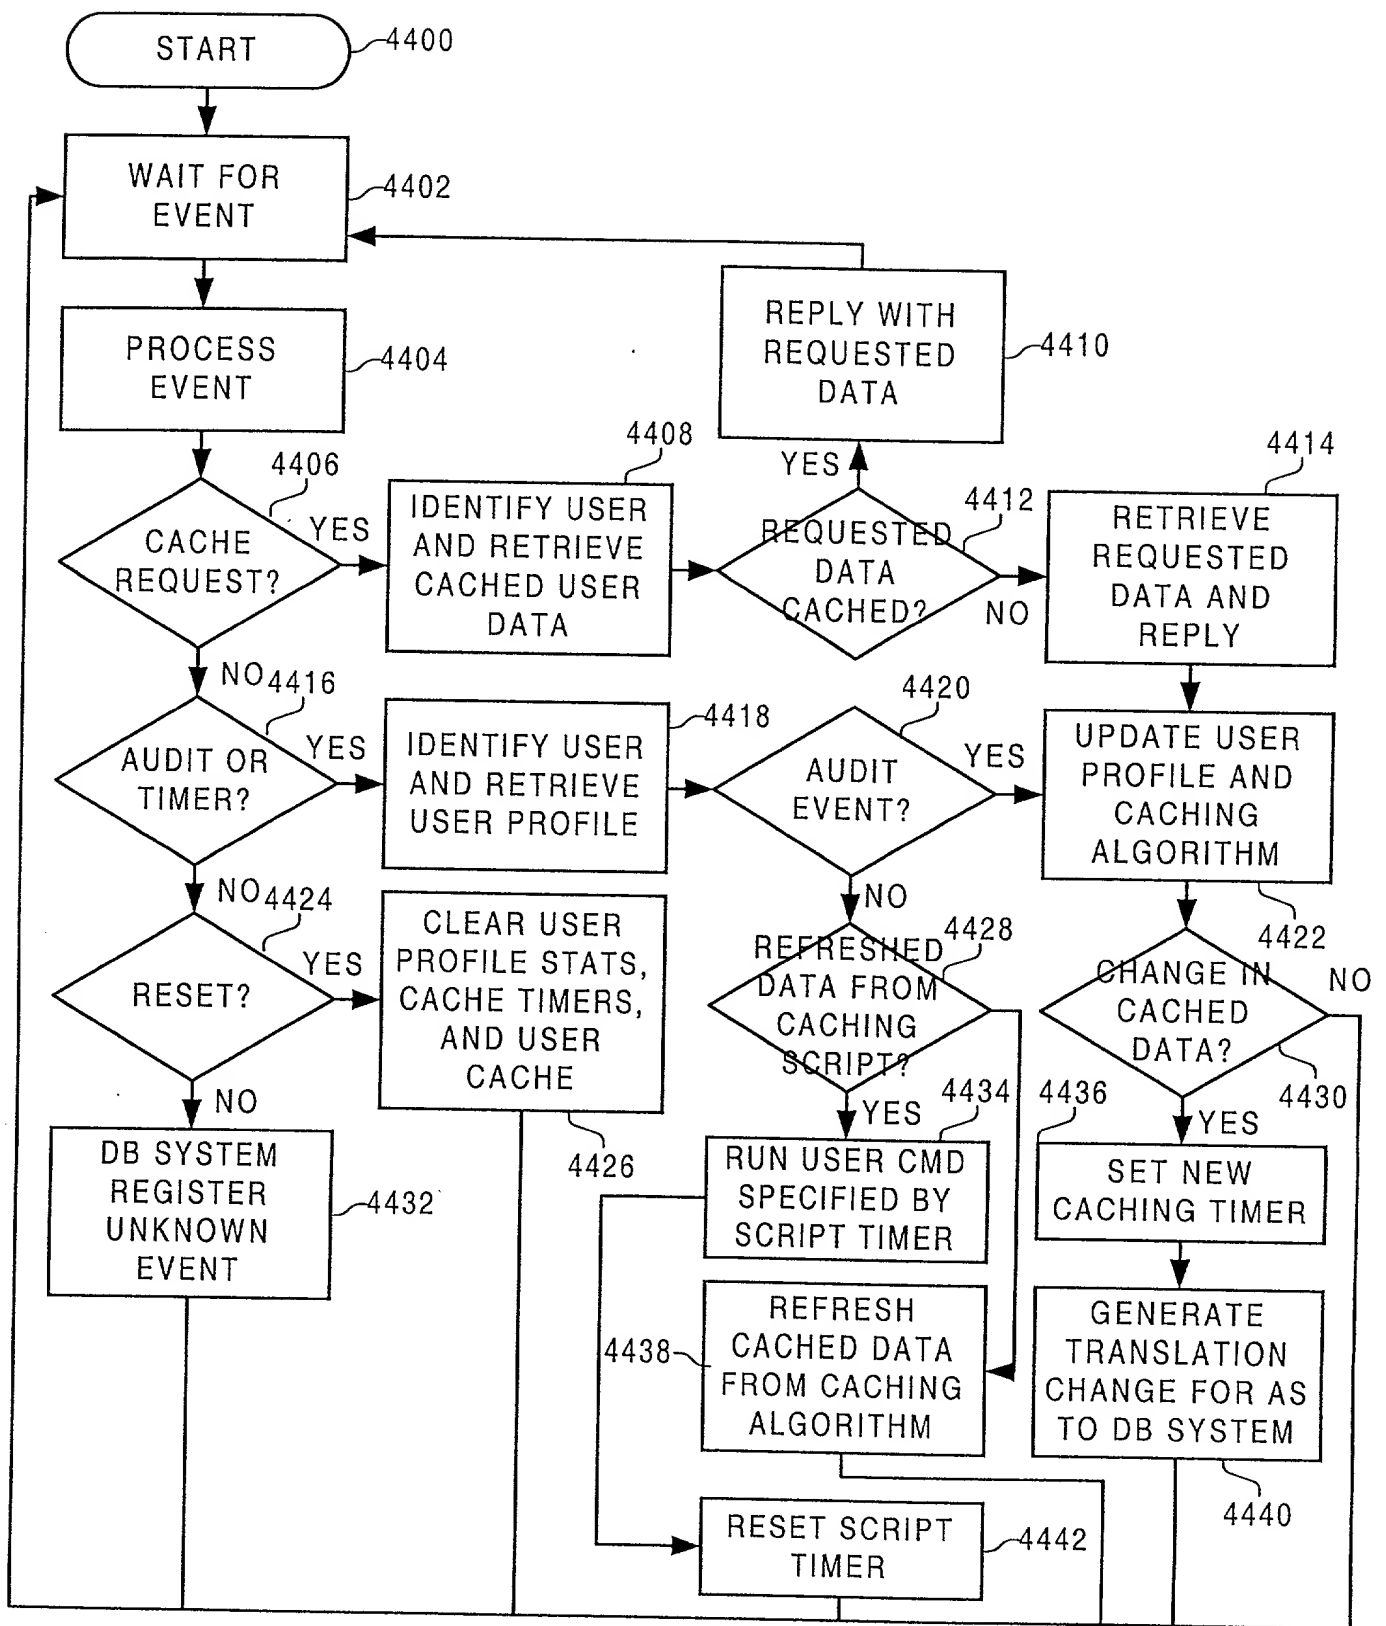 START
4400
WAIT FOR
EVENT
4402
PROCESS
EVENT
4404
REPLY WITH
REQUESTED
DATA
4410
CACHE
REQUEST?
4406
YES
IDENTIFY USER
AND RETRIEVE
CACHED USER
DATA
4408
YES
REQUESTED
DATA
CACHED?
4412
NO
RETRIEVE
REQUESTED
DATA AND
REPLY
4414
NO
4416
AUDIT OR
TIMER?
YES
IDENTIFY USER
AND RETRIEVE
USER PROFILE
4418
AUDIT
EVENT?
4420
YES
UPDATE USER
PROFILE AND
CACHING
ALGORITHM
4422
NO
4424
RESET?
YES
CLEAR USER
PROFILE STATS,
CACHE TIMERS,
AND USER
CACHE
4426
NO
REFRESHED
DATA FROM
CACHING
SCRIPT?
4428
CHANGE IN
CACHED
DATA?
NO
4430
NO
DB SYSTEM
REGISTER
UNKNOWN
EVENT
4432
YES
4434
RUN USER CMD
SPECIFIED BY
SCRIPT TIMER
4436
YES
SET NEW
CACHING TIMER
4438
REFRESH
CACHED DATA
FROM CACHING
ALGORITHM
GENERATE
TRANSLATION
CHANGE FOR AS
TO DB SYSTEM
4440
RESET SCRIPT
TIMER
4442